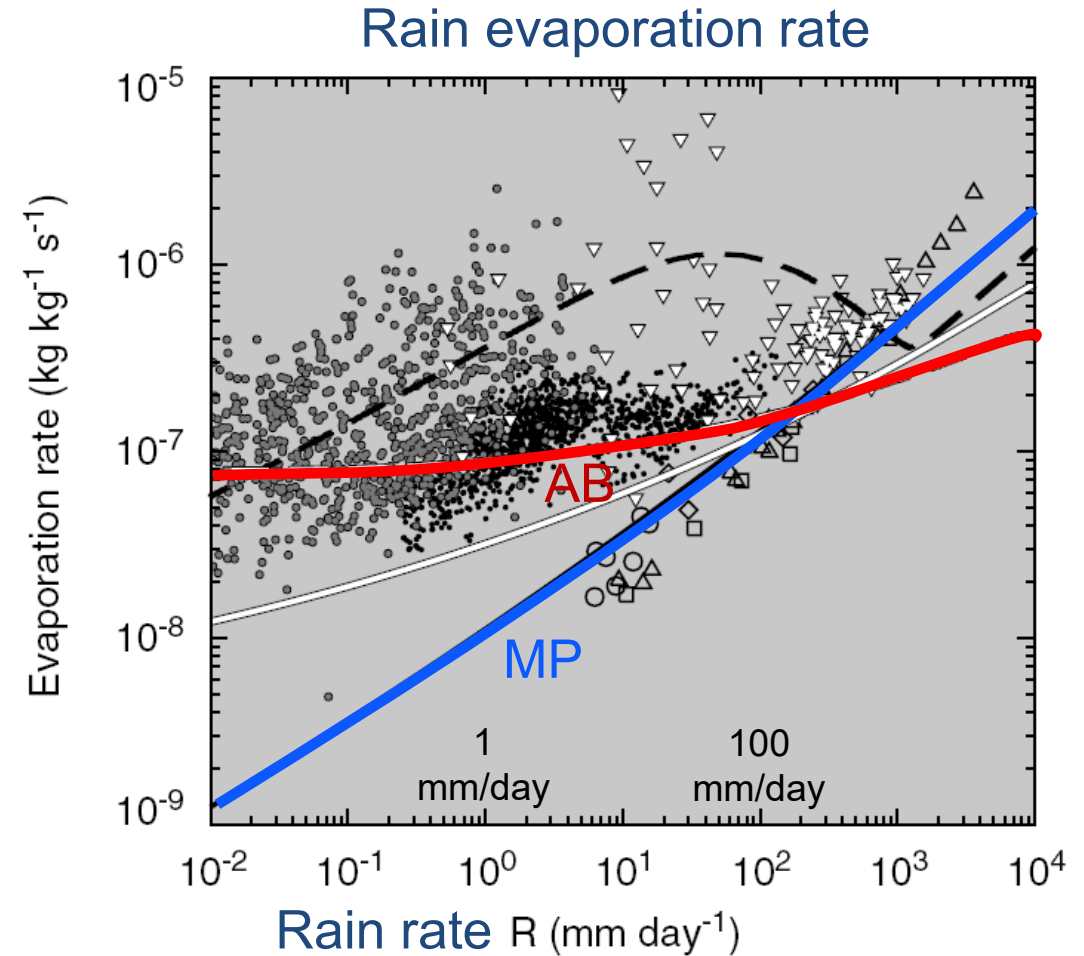 Rain evaporation rate
Evaporation rate (kg kg⁻¹ s⁻¹)
10⁻⁵
10⁻⁶
10⁻⁷
10⁻⁸
10⁻⁹
AB
MP
1
mm/day
100
mm/day
10⁻² 10⁻¹ 10⁰ 10¹ 10² 10³ 10⁴
Rain rate R (mm day⁻¹)